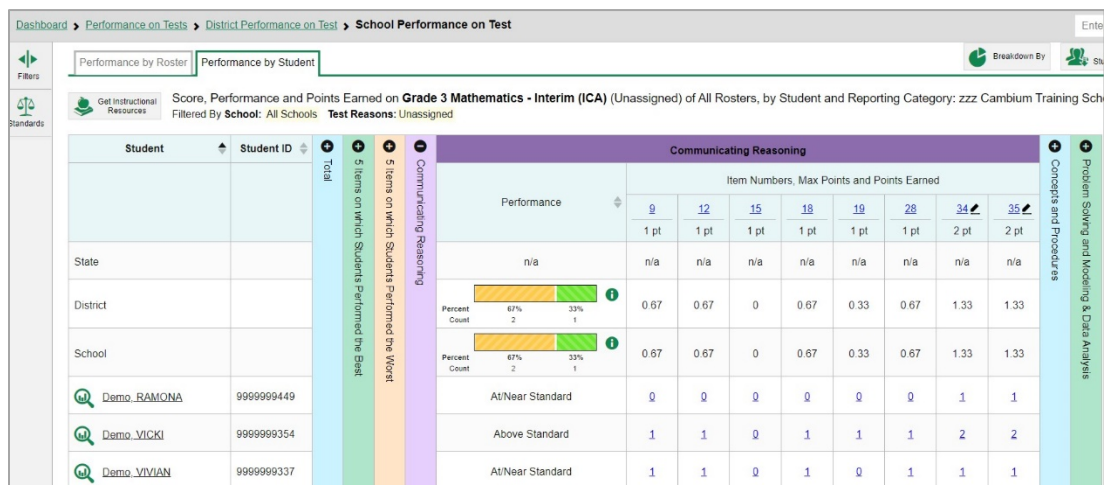 Dashboard > Performance on Tests > District Performance on Test > School Performance on Test
Ente
Filters
Standards
Performance by Roster
Performance by Student
Breakdown By
Stu
Get Instructional Resources
Score, Performance and Points Earned on Grade 3 Mathematics - Interim (ICA) (Unassigned) of All Rosters, by Student and Reporting Category: zzz Cambium Training Sch
Filtered By School: All Schools Test Reasons: Unassigned
Student
Student ID
Total
5 Items on which Students Performed the Best
5 Items on which Students Performed the Worst
Communicating Reasoning
Communicating Reasoning
Concepts and Procedures
Problem Solving and Modeling & Data Analysis
Performance
Item Numbers, Max Points and Points Earned
9 12 15 18 19 28 34 35
1 pt 1 pt 1 pt 1 pt 1 pt 1 pt 2 pt 2 pt
State n/a n/a n/a n/a n/a n/a n/a n/a n/a
District 0.67 0.67 0 0.67 0.33 0.67 1.33 1.33
Percent 67% 33%
Count 2 1
School 0.67 0.67 0 0.67 0.33 0.67 1.33 1.33
Percent 67% 33%
Count 2 1
Demo, RAMONA 9999999449 At/Near Standard 0 0 0 0 0 0 1 1
Demo, VICKI 9999999354 Above Standard 1 1 0 1 1 1 2 2
Demo, VIVIAN 9999999337 At/Near Standard 1 1 0 1 0 1 1 1